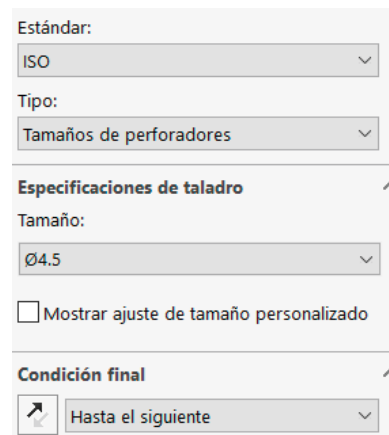 Estándar:
ISO
Tipo:
Tamaños de perforadores
Especificaciones de taladro
Tamaño:
Ø4.5
Mostrar ajuste de tamaño personalizado
Condición final
Hasta el siguiente